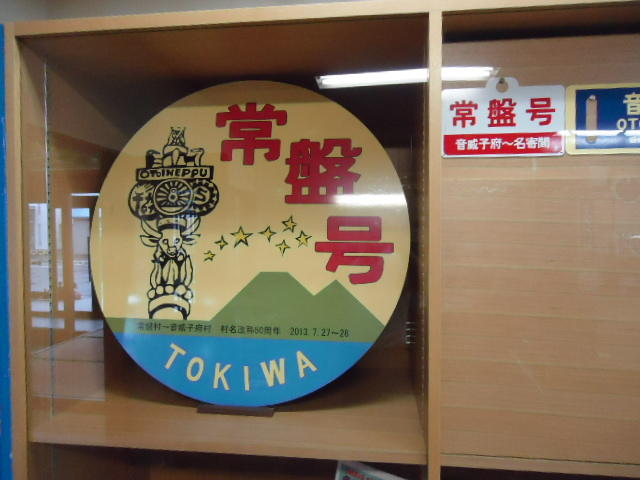 常盤号
OTOINEPPU
常盤村〜音威子府村 村名改称50周年 2013.7.27〜28
TOKIWA
常盤号
音威子府〜名寄間
音
OTO